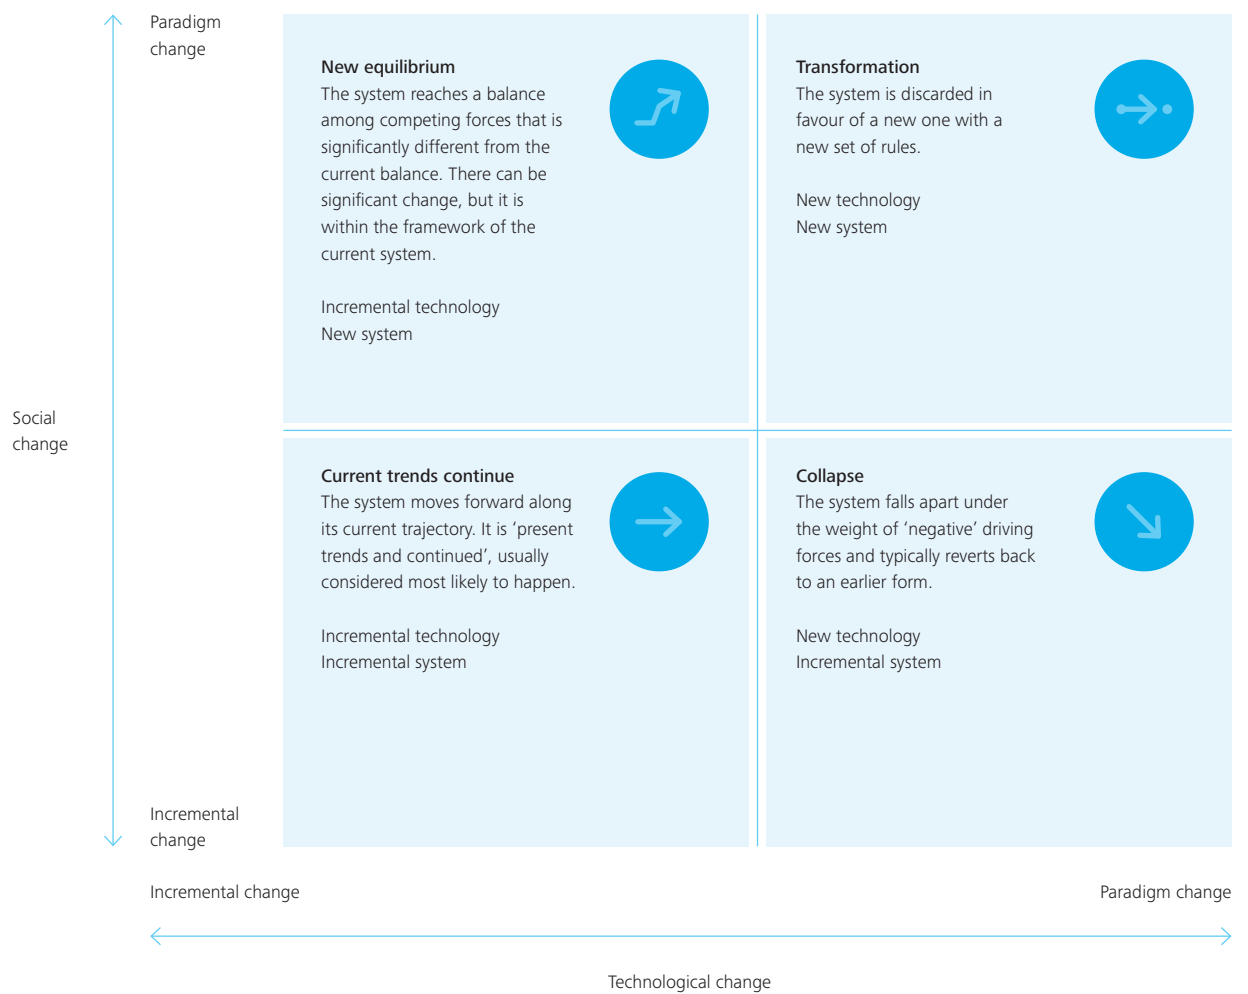 Paradigm
change
New equilibrium
The system reaches a balance
among competing forces that is
significantly different from the
current balance. There can be
significant change, but it is
within the framework of the
current system.
Incremental technology
New system
Transformation
The system is discarded in
favour of a new one with a
new set of rules.
New technology
New system
Social
change
Current trends continue
The system moves forward along
its current trajectory. It is ‘present
trends and continued’, usually
considered most likely to happen.
Incremental technology
Incremental system
Collapse
The system falls apart under
the weight of ‘negative’ driving
forces and typically reverts back
to an earlier form.
New technology
Incremental system
Incremental
change
Incremental change
Paradigm change
Technological change